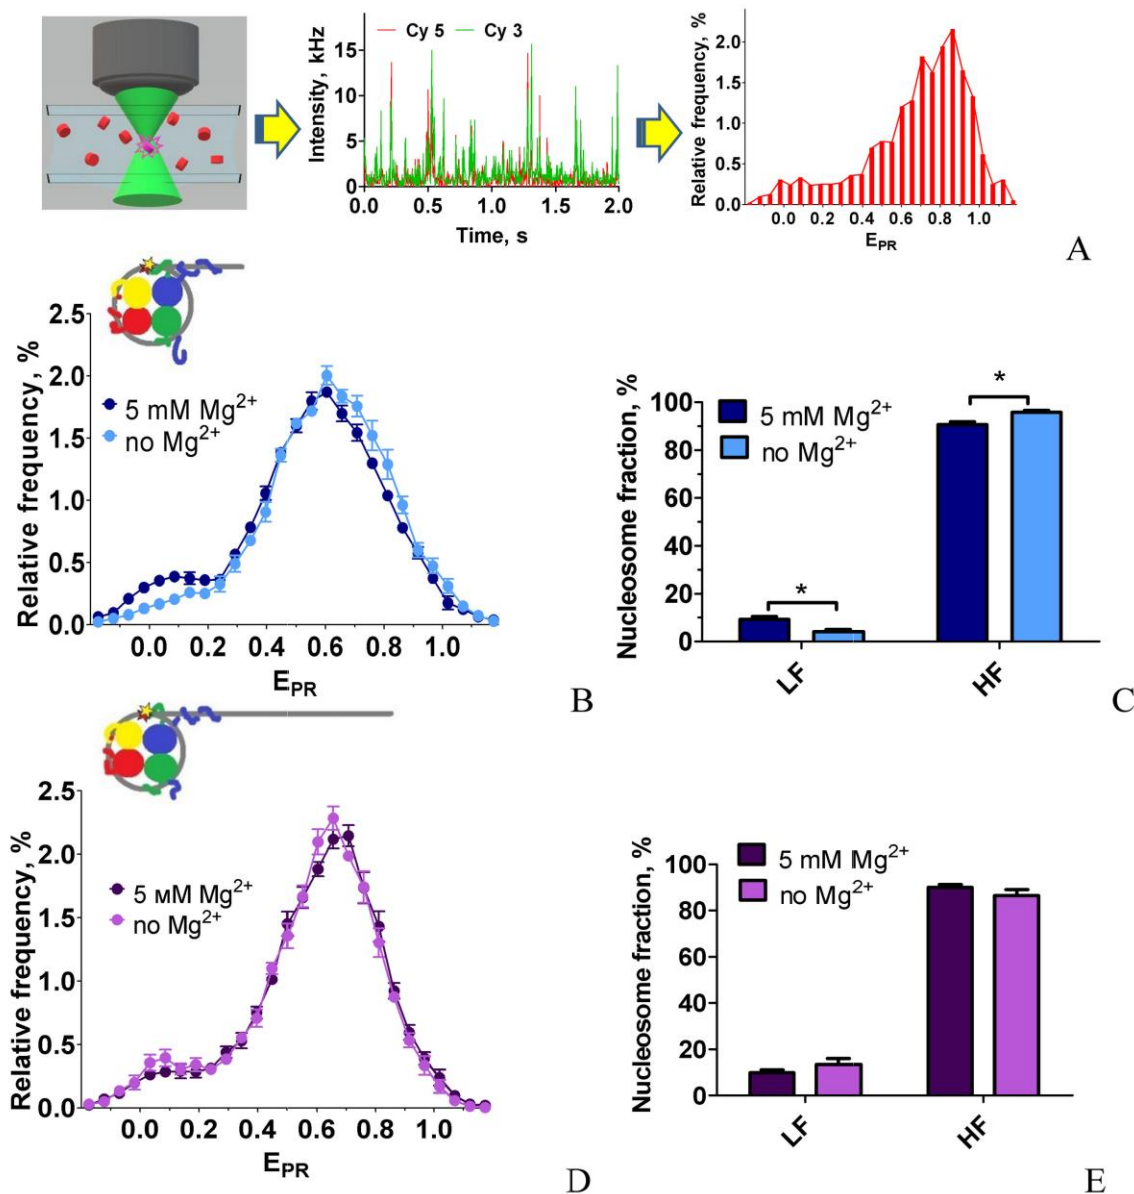 Cy 5 Cy 3
Intensity, kHz
15
10
5
0
0.0 0.5 1.0 1.5 2.0
Time, s
Relative frequency, %
2.0
1.5
1.0
0.5
0.0
0.0 0.2 0.4 0.6 0.8 1.0
EPR
A
Relative frequency, %
2.5
2.0
1.5
1.0
0.5
0.0
5 mM Mg2+
no Mg2+
0.0 0.2 0.4 0.6 0.8 1.0
EPR
B
Nucleosome fraction, %
100
80
60
40
20
0
5 mM Mg2+
no Mg2+
*
*
LF HF
C
Relative frequency, %
2.5
2.0
1.5
1.0
0.5
0.0
5 мM Mg2+
no Mg2+
0.0 0.2 0.4 0.6 0.8 1.0
EPR
D
Nucleosome fraction, %
100
80
60
40
20
0
5 mM Mg2+
no Mg2+
LF HF
E